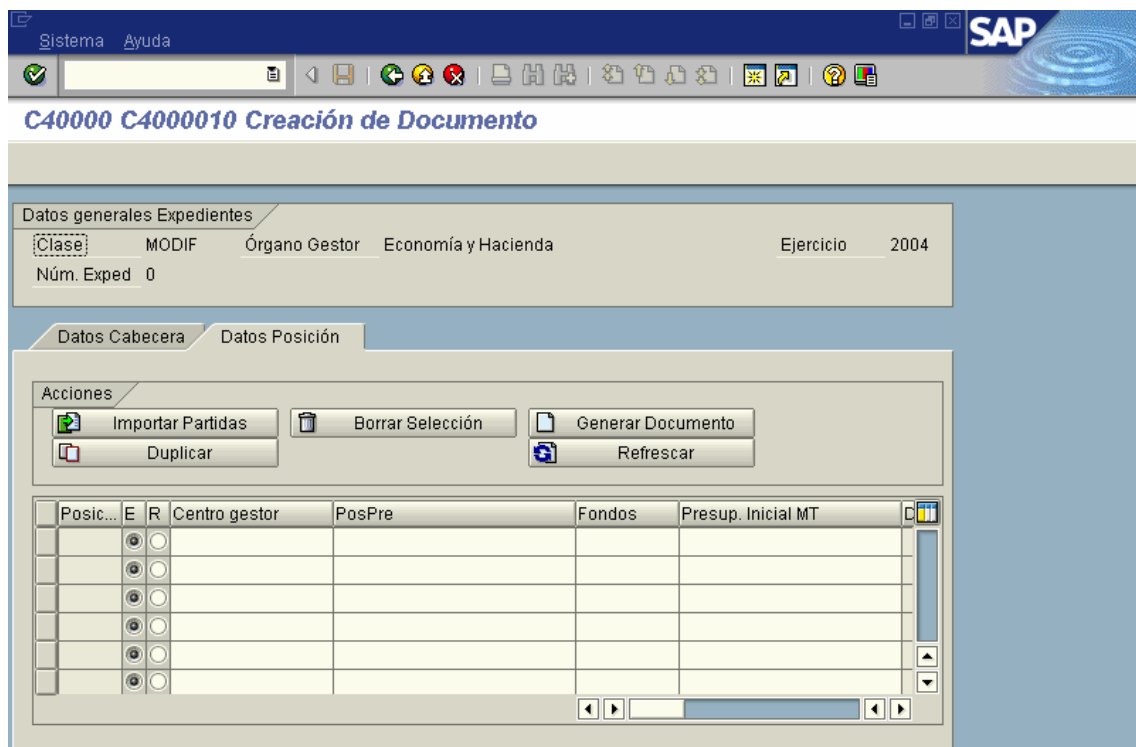 Sistema Ayuda
SAP
C40000 C4000010 Creación de Documento
Datos generales Expedientes
Clase MODIF Órgano Gestor Economía y Hacienda Ejercicio 2004
Núm. Exped 0
Datos Cabecera Datos Posición
Acciones
Importar Partidas Borrar Selección Generar Documento
Duplicar Refrescar
Posic... E R Centro gestor PosPre Fondos Presup. Inicial MT D